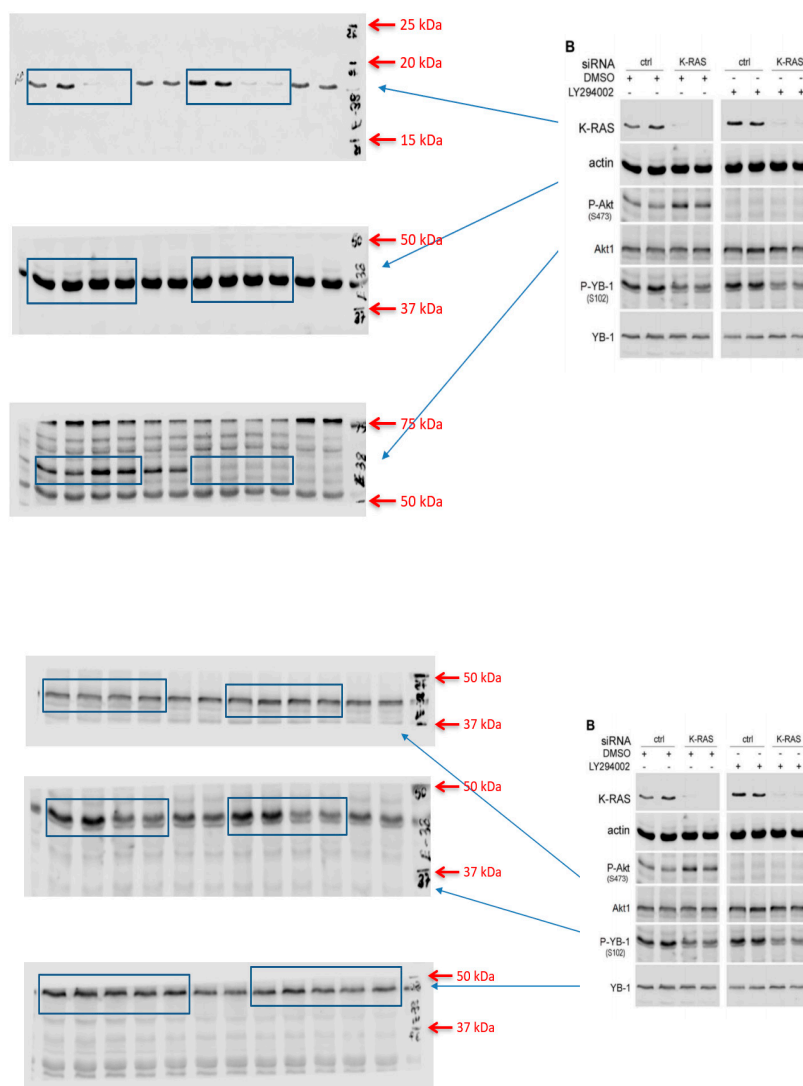 25 kDa
20 kDa
15 kDa
50 kDa
37 kDa
75 kDa
50 kDa
B
siRNA ctrl K-RAS ctrl K-RAS
DMSO + + + + - - - -
LY294002 - - - - + + + +
K-RAS
actin
P-Akt
(S473)
Akt1
P-YB-1
(S102)
YB-1
50 kDa
37 kDa
50 kDa
37 kDa
50 kDa
37 kDa
B
siRNA ctrl K-RAS ctrl K-RAS
DMSO + + + + - - - -
LY294002 - - - - + + + +
K-RAS
actin
P-Akt
(S473)
Akt1
P-YB-1
(S102)
YB-1